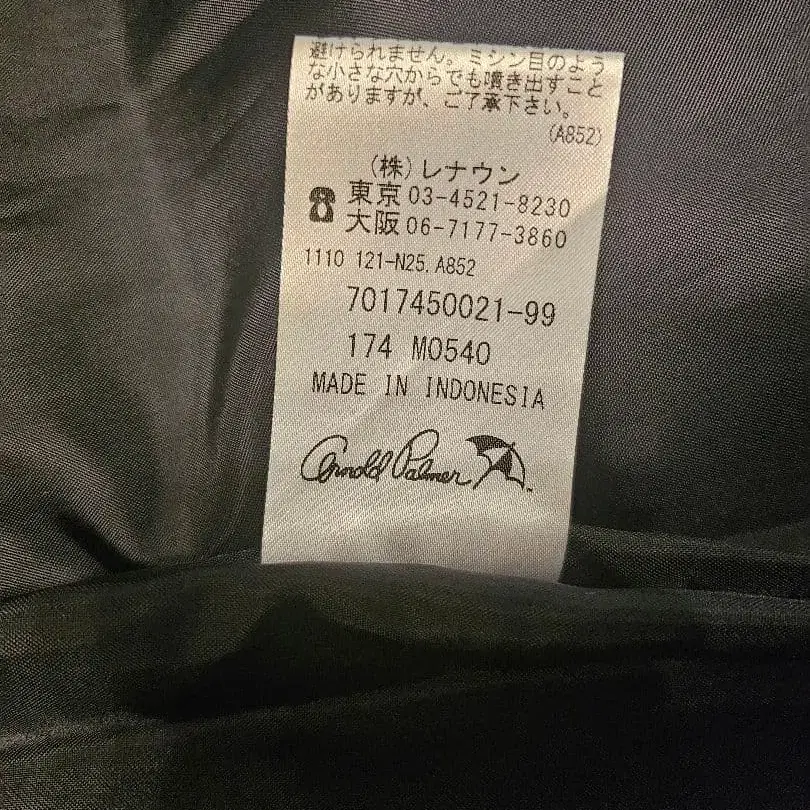 避けられません。ミシン目のよう
な小さな穴からでも噴き出すこと
がありますが、ご了承下さい。
(A852)
(株)レナウン
東京 03-4521-8230
大阪 06-7177-3860
1110 121-N25. A852
7017450021-99
174 M0540
MADE IN INDONESIA
Arnold Palmer